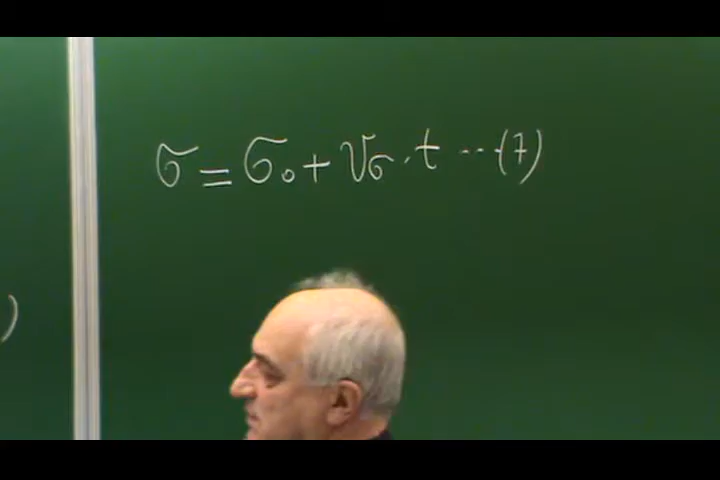 σ = σ₀ + v_σ · t ... (7)
)